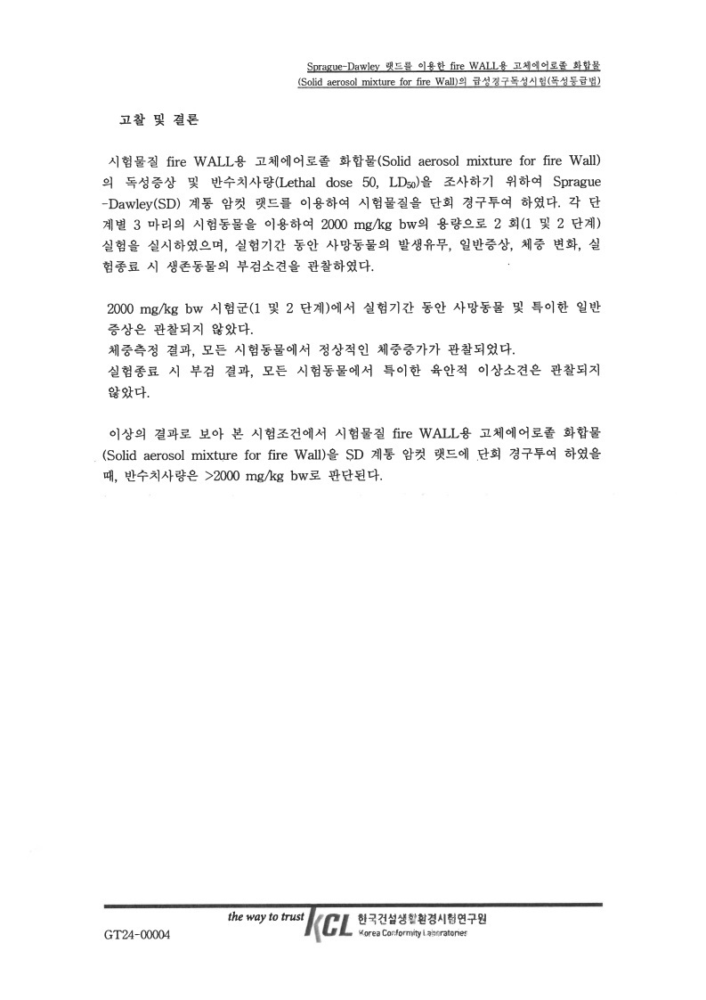 Sprague-Dawley 랫드를 이용한 fire WALL용 고체에어로졸 화합물
(Solid aerosol mixture for fire Wall)의 급성경구독성시험(독성등급법)
고찰 및 결론
시험물질 fire WALL용 고체에어로졸 화합물(Solid aerosol mixture for fire Wall)
의 독성증상 및 반수치사량(Lethal dose 50, LD50)을 조사하기 위하여 Sprague
-Dawley(SD) 계통 암컷 랫드를 이용하여 시험물질을 단회 경구투여 하였다. 각 단
계별 3 마리의 시험동물을 이용하여 2000 mg/kg bw의 용량으로 2 회(1 및 2 단계)
실험을 실시하였으며, 실험기간 동안 사망동물의 발생유무, 일반증상, 체중 변화, 실
험종료 시 생존동물의 부검소견을 관찰하였다.
2000 mg/kg bw 시험군(1 및 2 단계)에서 실험기간 동안 사망동물 및 특이한 일반
증상은 관찰되지 않았다.
체중측정 결과, 모든 시험동물에서 정상적인 체중증가가 관찰되었다.
실험종료 시 부검 결과, 모든 시험동물에서 특이한 육안적 이상소견은 관찰되지
않았다.
이상의 결과로 보아 본 시험조건에서 시험물질 fire WALL용 고체에어로졸 화합물
(Solid aerosol mixture for fire Wall)을 SD 계통 암컷 랫드에 단회 경구투여 하였을
때, 반수치사량은 >2000 mg/kg bw로 판단된다.
the way to trust KCL 한국건설생활환경시험연구원
Korea Conformity Laboratories
GT24-00004